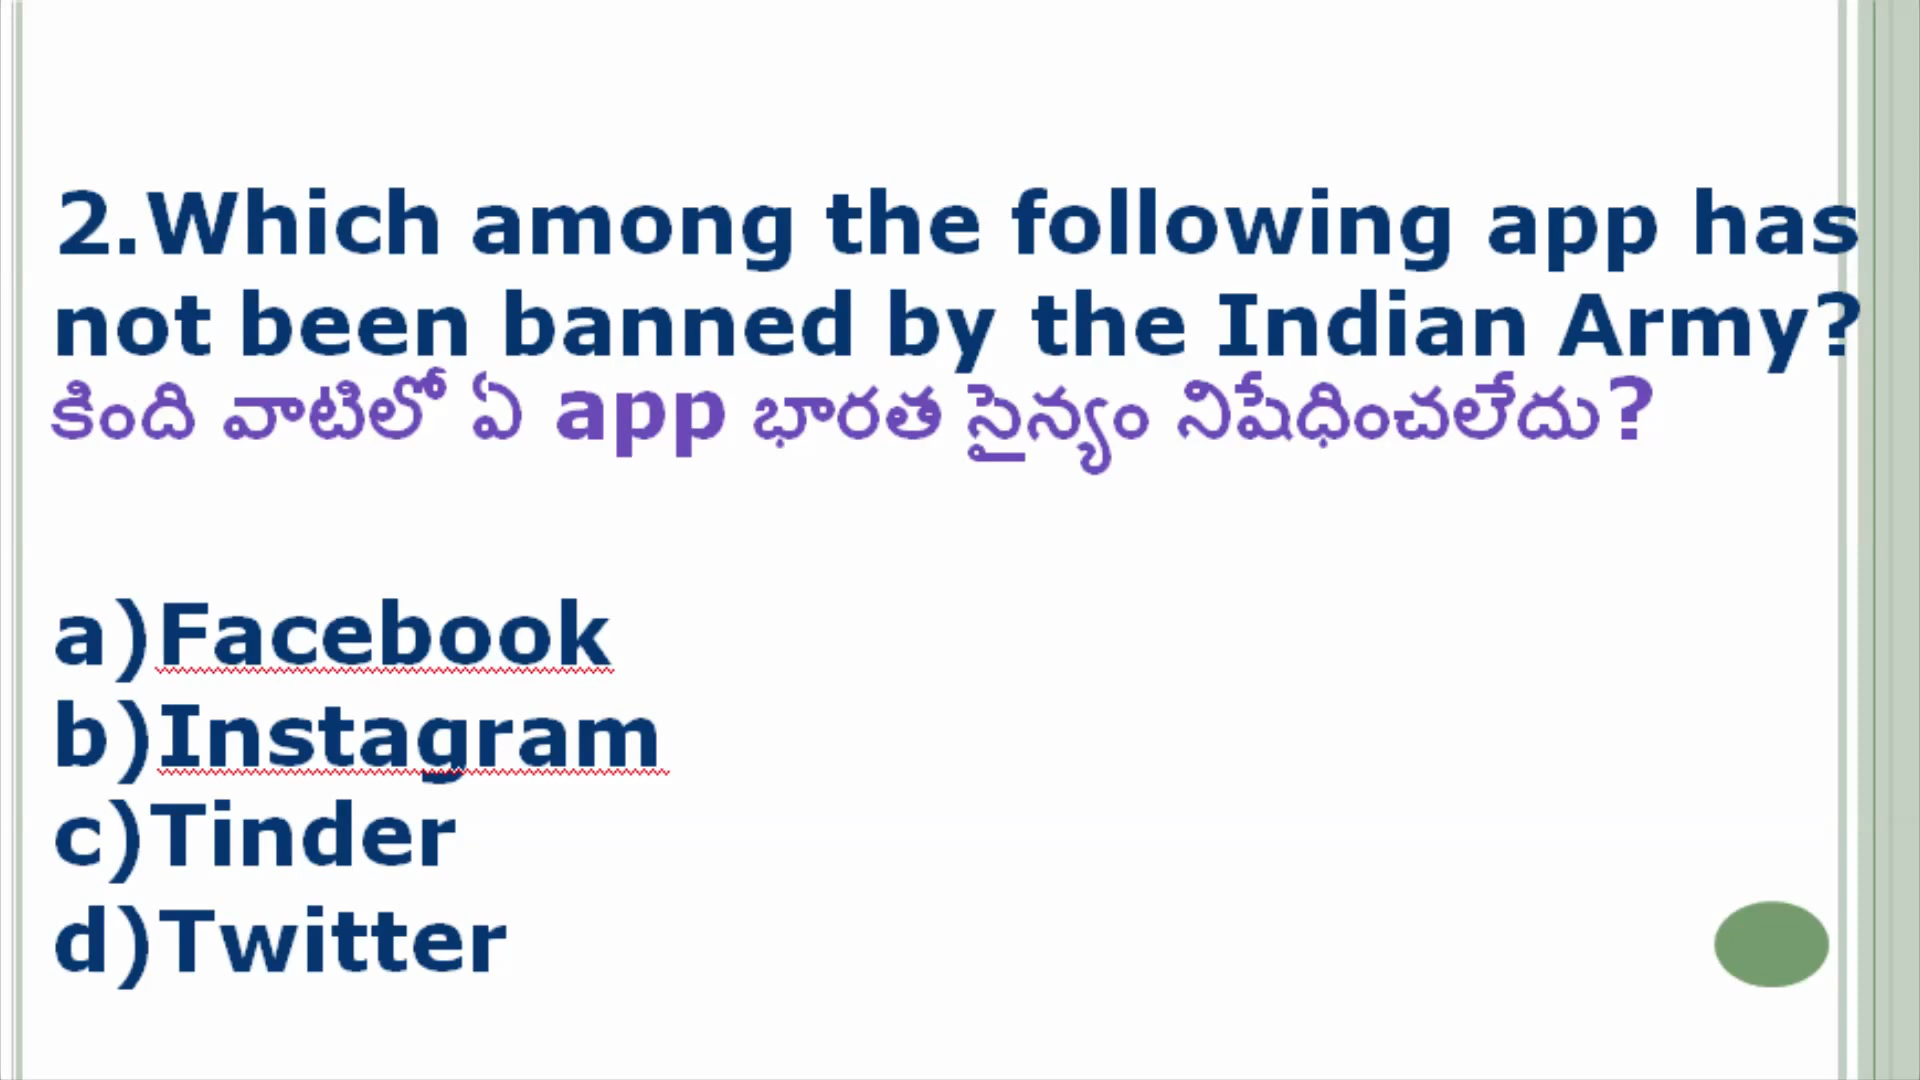 2.Which among the following app has
not been banned by the Indian Army?
కింది వాటిలో ఏ app భారత సైన్యం నిషేధించలేదు?
a)Facebook
b)Instagram
c)Tinder
d)Twitter